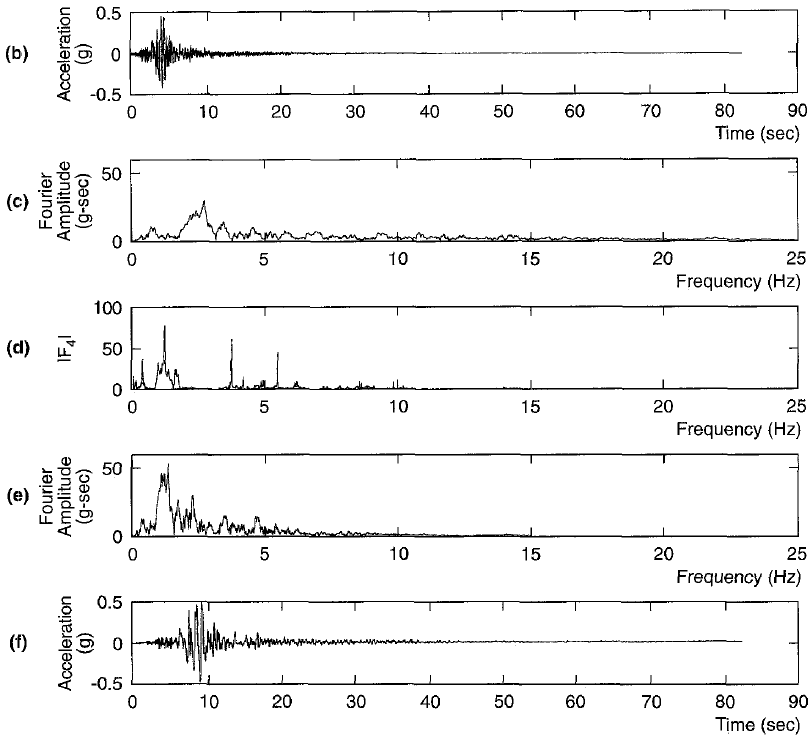 (b)
Acceleration
(g)
0.5
0
-0.5
0 10 20 30 40 50 60 70 80 90
Time (sec)
(c)
Fourier
Amplitude
(g-sec)
50
0
0 5 10 15 20 25
Frequency (Hz)
(d)
|F4|
100
50
0
0 5 10 15 20 25
Frequency (Hz)
(e)
Fourier
Amplitude
(g-sec)
50
0
0 5 10 15 20 25
Frequency (Hz)
(f)
Acceleration
(g)
0.5
0
-0.5
0 10 20 30 40 50 60 70 80 90
Time (sec)